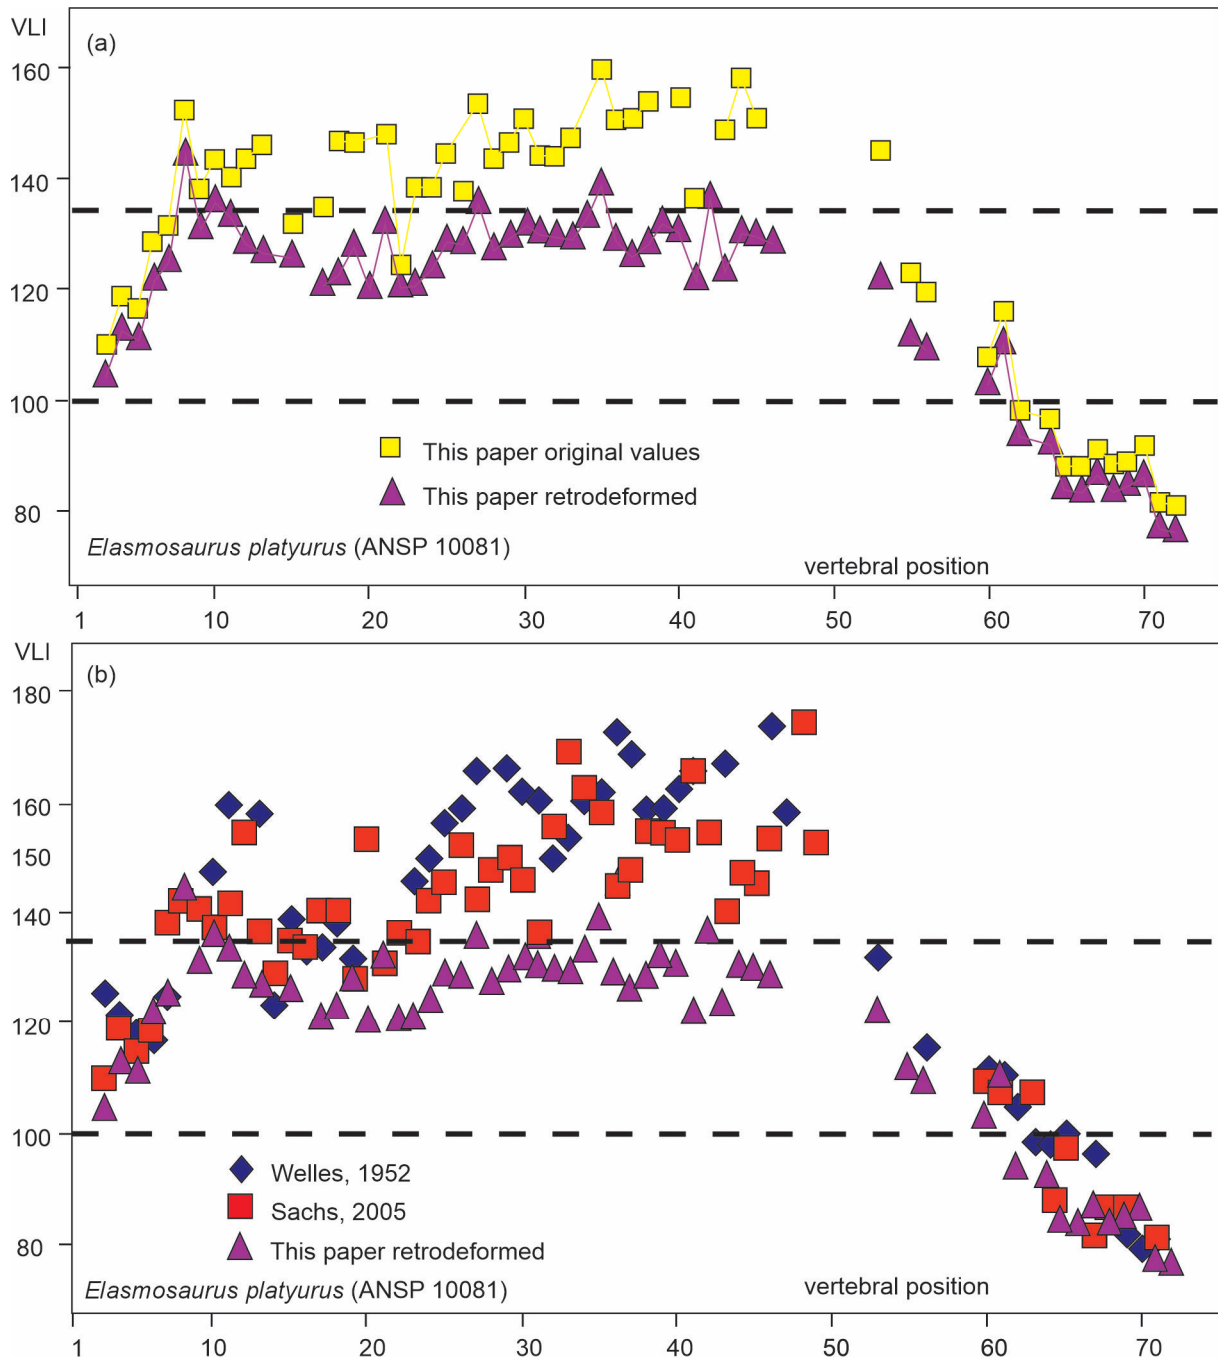 VLI
(a)
160
140
120
100
80
This paper original values
This paper retrodeformed
Elasmosaurus platyurus (ANSP 10081)
vertebral position
1 10 20 30 40 50 60 70
VLI
(b)
180
160
150
140
120
100
80
Welles, 1952
Sachs, 2005
This paper retrodeformed
Elasmosaurus platyurus (ANSP 10081)
vertebral position
1 10 20 30 40 50 60 70